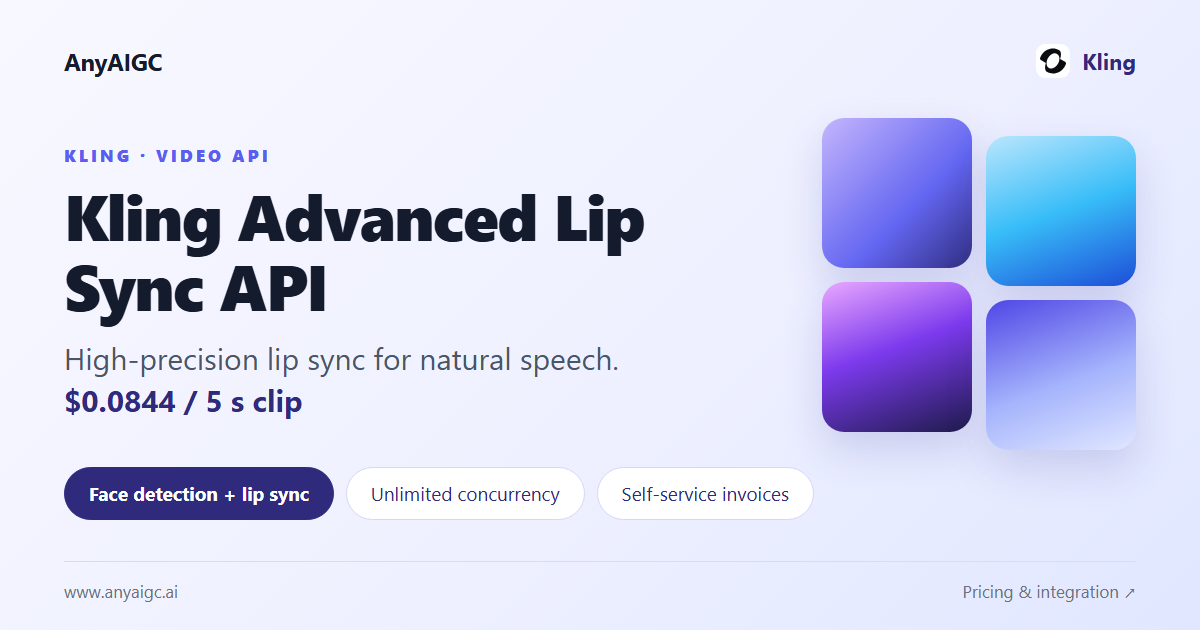 AnyAIGC
Kling
KLING · VIDEO API
Kling Advanced Lip
Sync API
High-precision lip sync for natural speech.
$0.0844 / 5 s clip
Face detection + lip sync
Unlimited concurrency
Self-service invoices
www.anyaigc.ai
Pricing & integration ↗